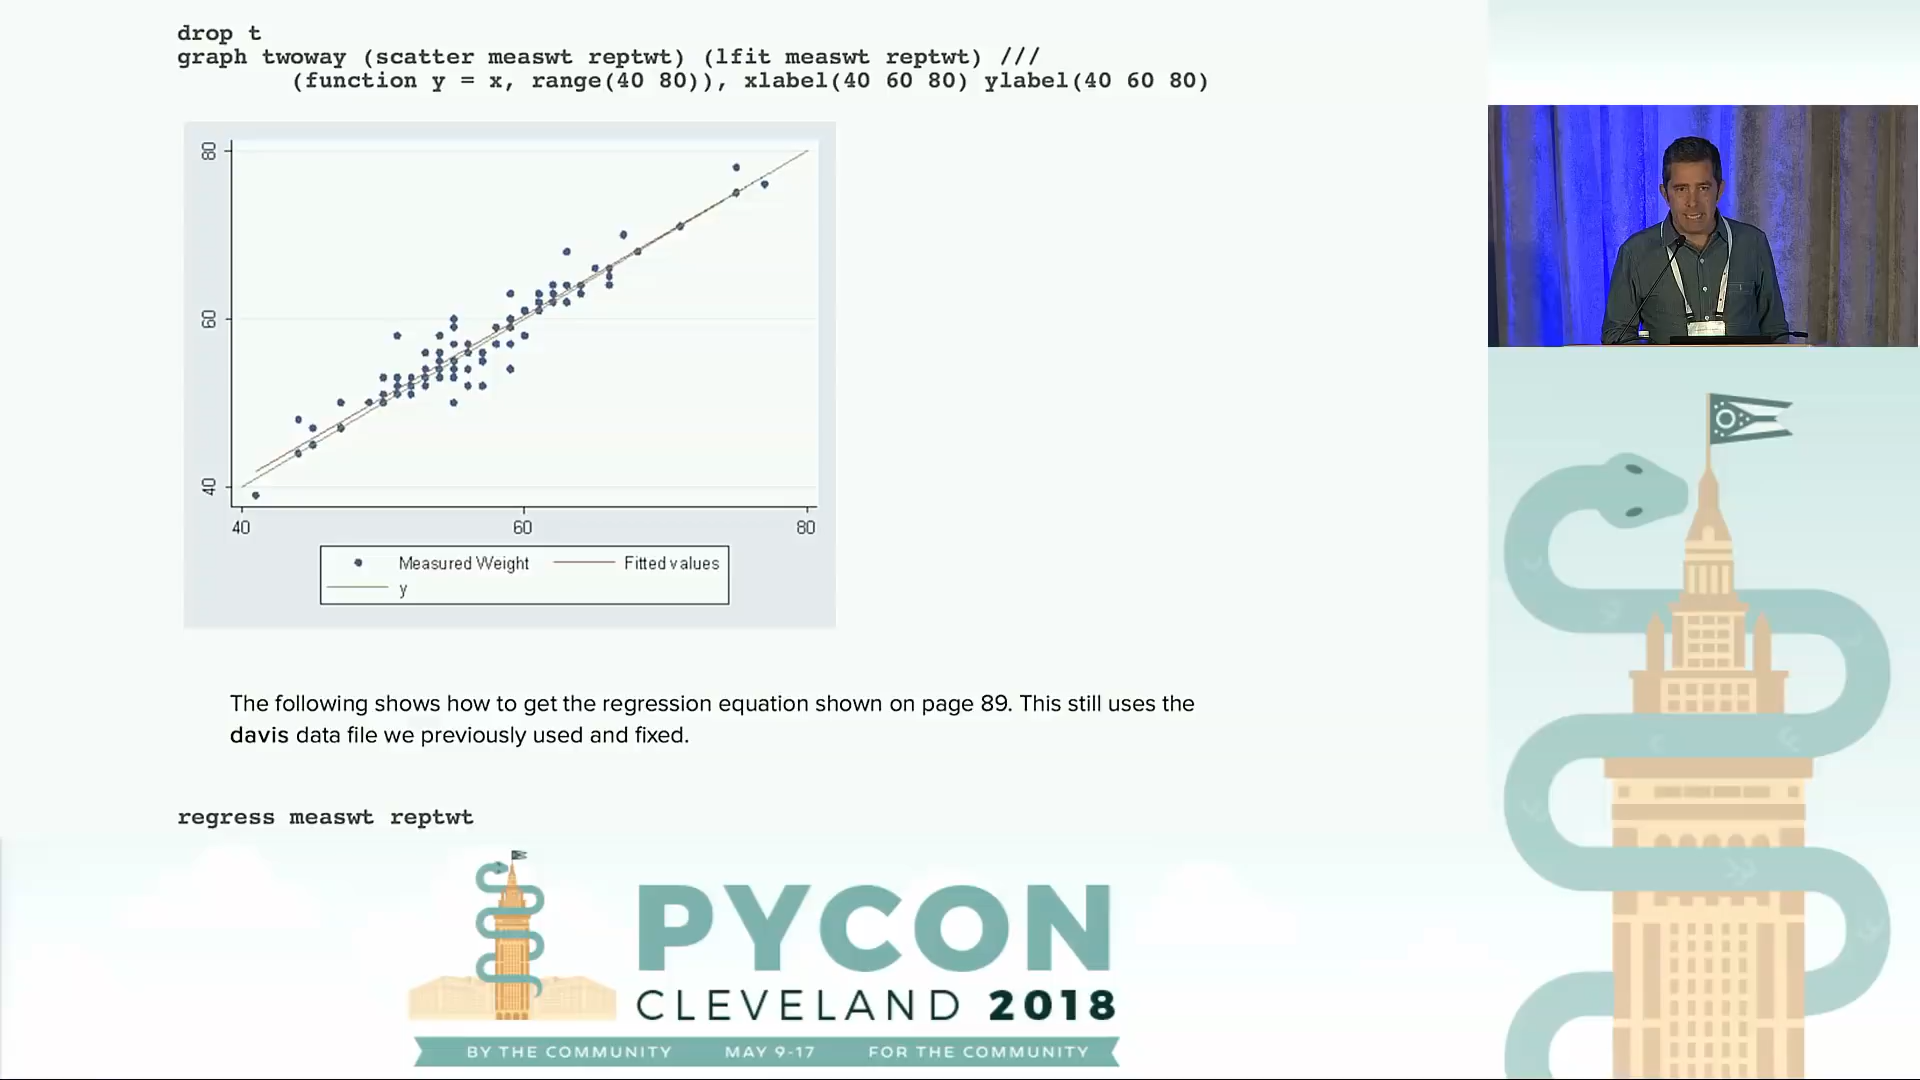 drop t
graph twoway (scatter measwt reptwt) (lfit measwt reptwt) ///
(function y = x, range(40 80)), xlabel(40 60 80) ylabel(40 60 80)
80
60
40
40 60 80
Measured Weight Fitted values
y
The following shows how to get the regression equation shown on page 89. This still uses the
davis data file we previously used and fixed.
regress measwt reptwt
PYCON
CLEVELAND 2018
BY THE COMMUNITY MAY 9-17 FOR THE COMMUNITY